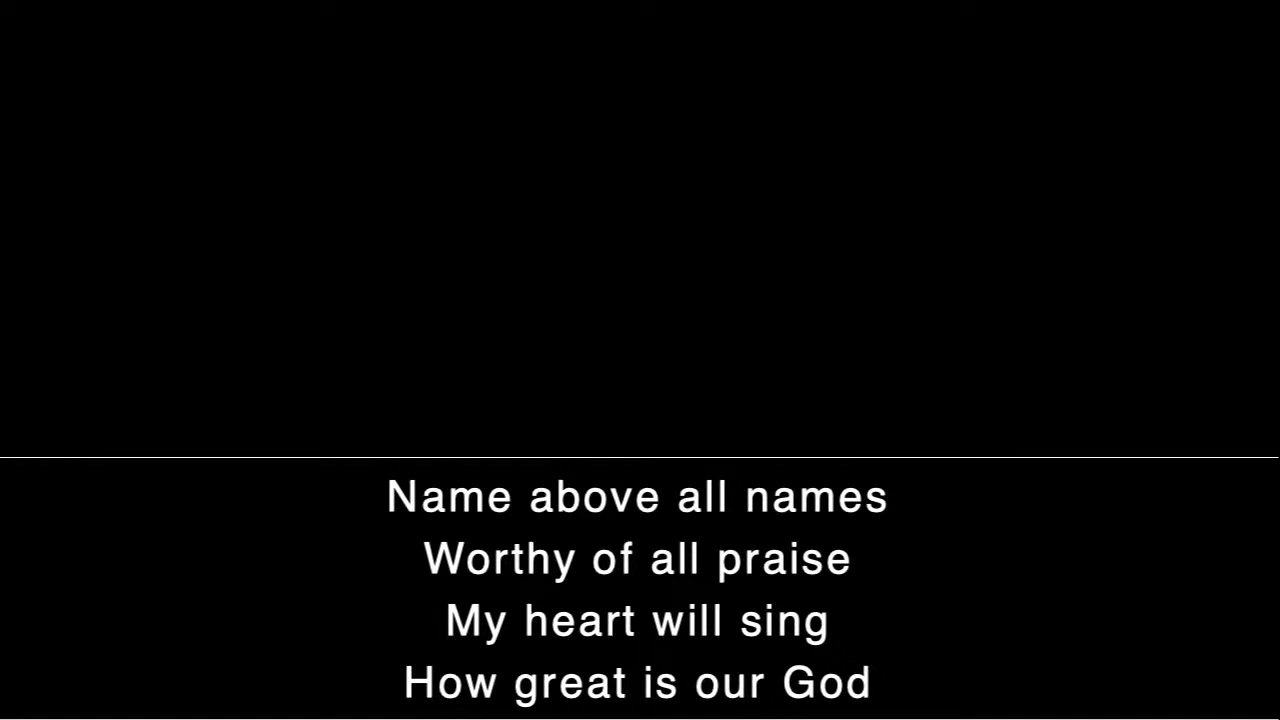 Name above all names
Worthy of all praise
My heart will sing
How great is our God